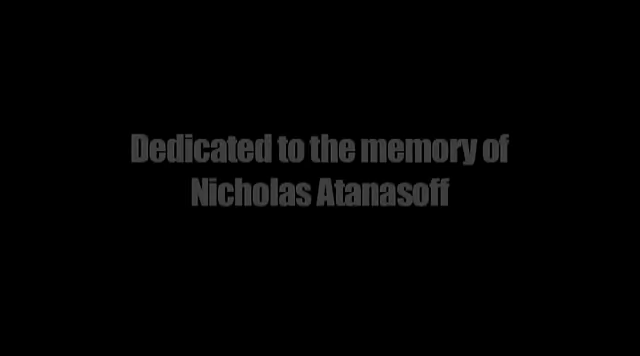 Dedicated to the memory of
Nicholas Atanasoff